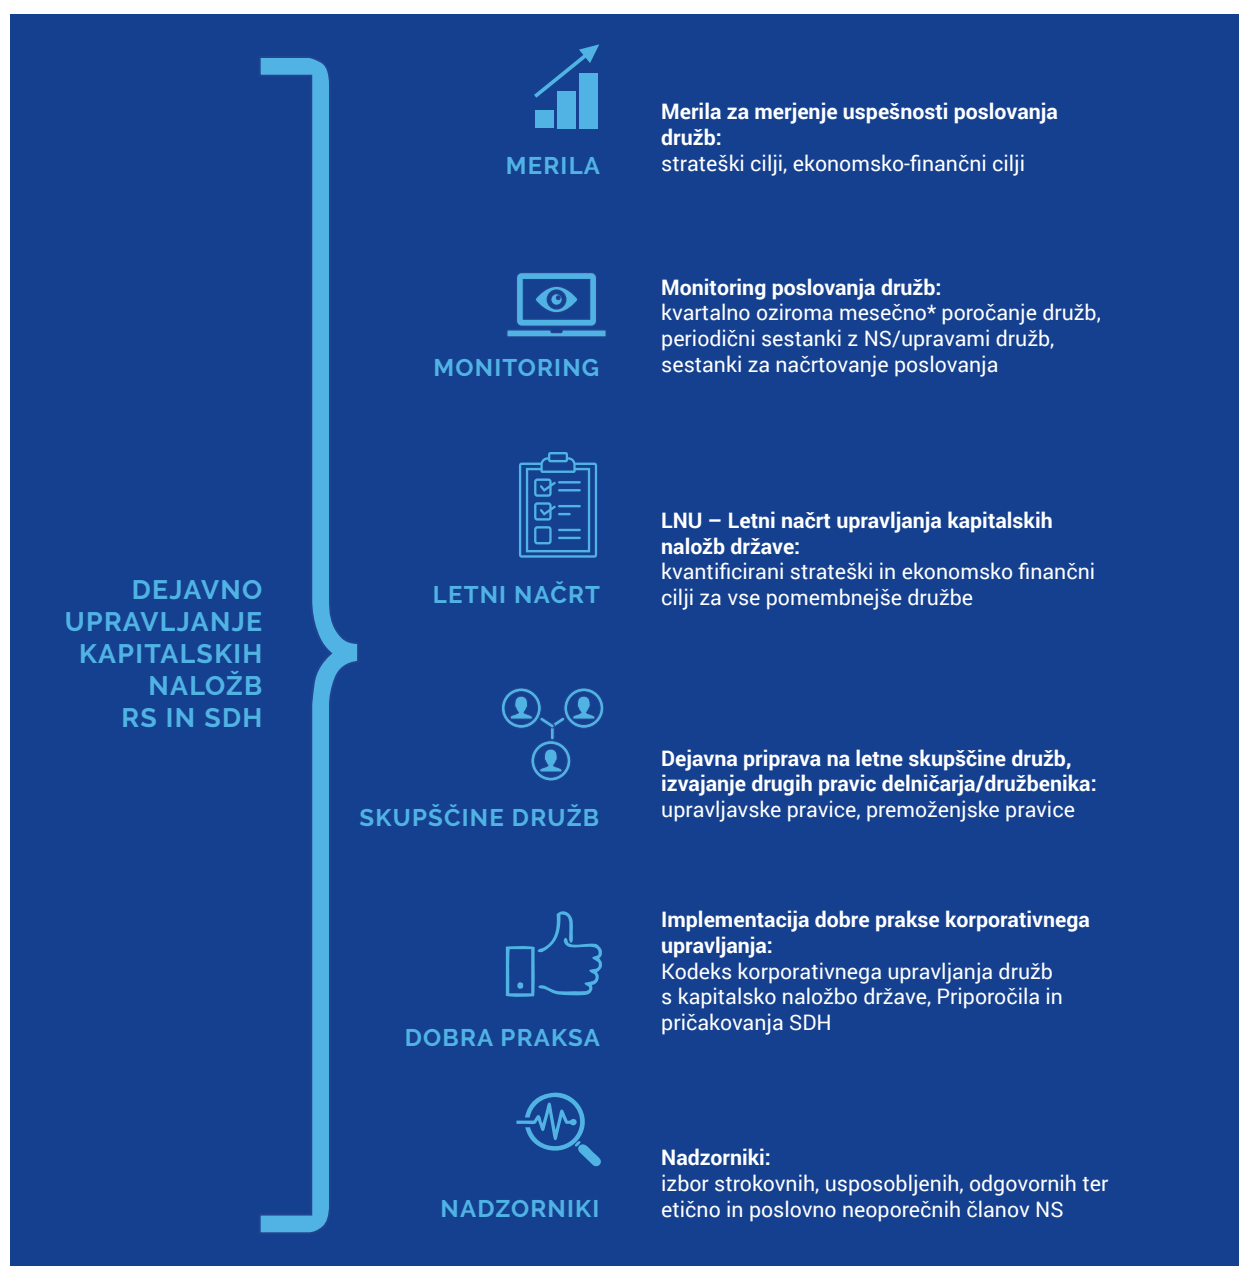 DEJAVNO
UPRAVLJANJE
KAPITALSKIH
NALOŽB
RS IN SDH
MERILA
Merila za merjenje uspešnosti poslovanja
družb:
strateški cilji, ekonomsko-finančni cilji
MONITORING
Monitoring poslovanja družb:
kvartalno oziroma mesečno* poročanje družb,
periodični sestanki z NS/upravami družb,
sestanki za načrtovanje poslovanja
LETNI NAČRT
LNU – Letni načrt upravljanja kapitalskih
naložb države:
kvantificirani strateški in ekonomsko finančni
cilji za vse pomembnejše družbe
SKUPŠČINE DRUŽB
Dejavna priprava na letne skupščine družb,
izvajanje drugih pravic delničarja/družbenika:
upravljavske pravice, premoženjske pravice
DOBRA PRAKSA
Implementacija dobre prakse korporativnega
upravljanja:
Kodeks korporativnega upravljanja družb
s kapitalsko naložbo države, Priporočila in
pričakovanja SDH
NADZORNIKI
Nadzorniki:
izbor strokovnih, usposobljenih, odgovornih ter
etično in poslovno neoporečnih članov NS